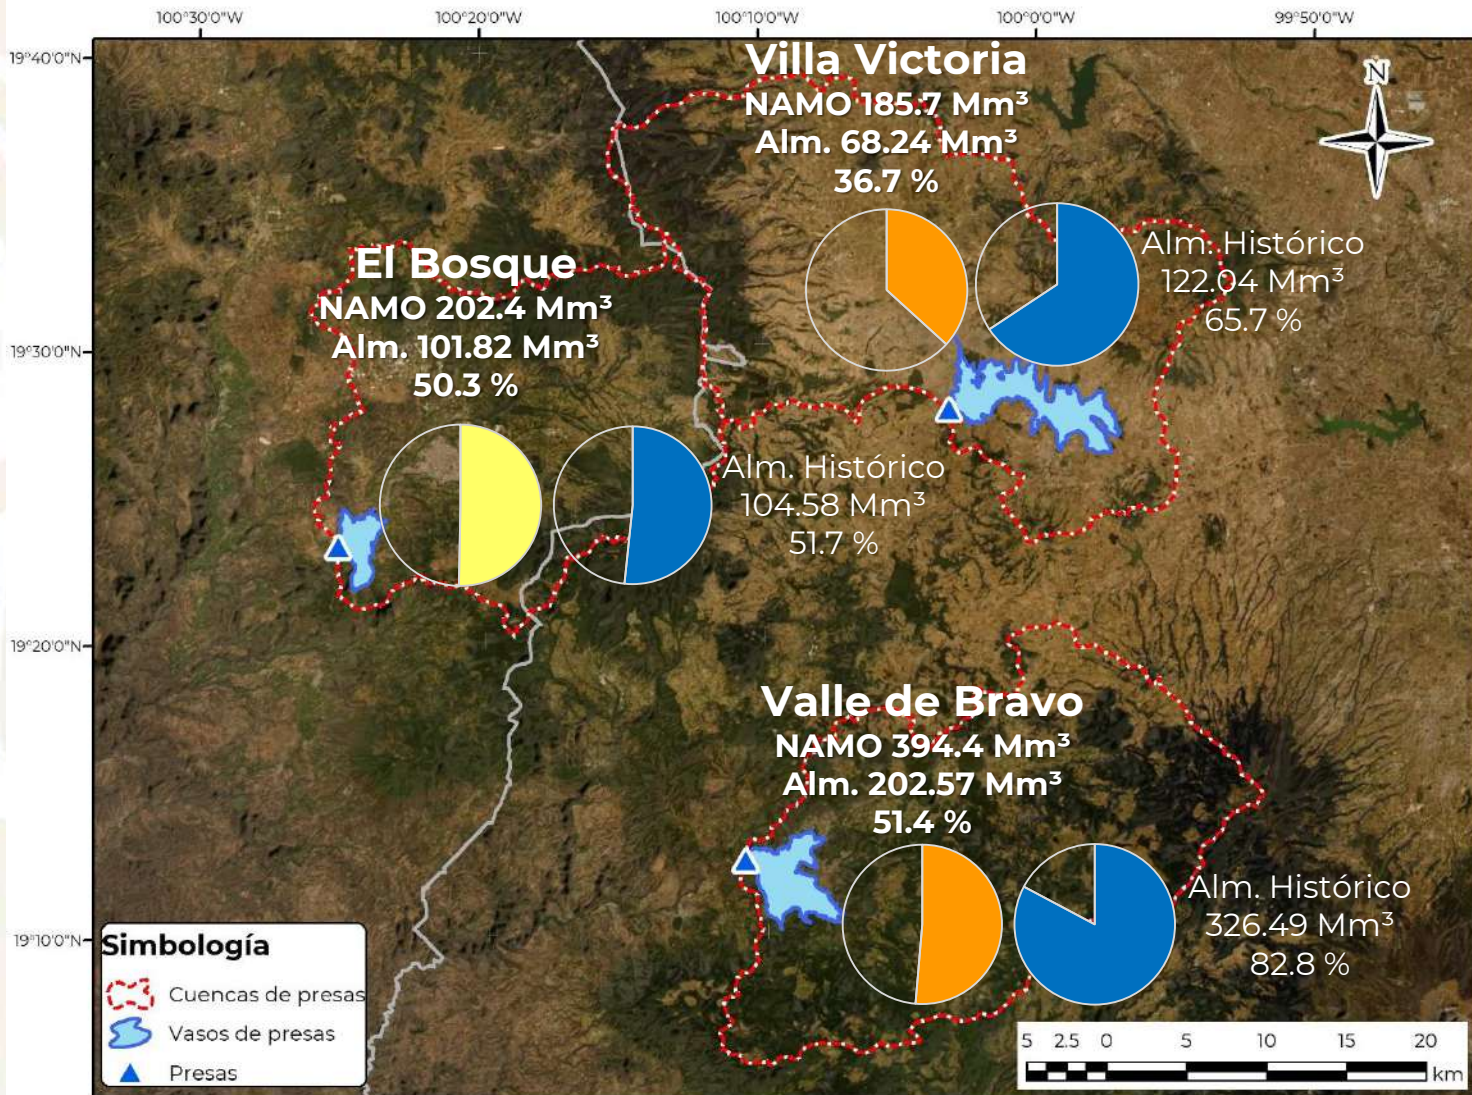 100°30'0"W
100°20'0"W
100°10'0"W
100°0'0"W
99°50'0"W
19°40'0"N
19°30'0"N
19°20'0"N
19°10'0"N
N
Villa Victoria
NAMO 185.7 Mm³
Alm. 68.24 Mm³
36.7 %
Alm. Histórico
122.04 Mm³
65.7 %
El Bosque
NAMO 202.4 Mm³
Alm. 101.82 Mm³
50.3 %
Alm. Histórico
104.58 Mm³
51.7 %
Valle de Bravo
NAMO 394.4 Mm³
Alm. 202.57 Mm³
51.4 %
Alm. Histórico
326.49 Mm³
82.8 %
Simbología
Cuencas de presas
Vasos de presas
Presas
5 2.5 0 5 10 15 20
km